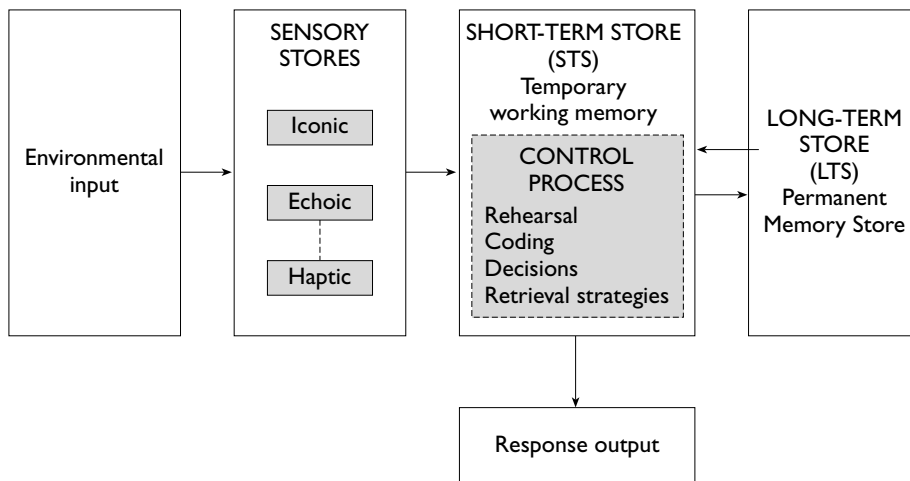 Environmental
input
SENSORY
STORES
Iconic
Echoic
Haptic
SHORT-TERM STORE
(STS)
Temporary
working memory
CONTROL
PROCESS
Rehearsal
Coding
Decisions
Retrieval strategies
LONG-TERM
STORE
(LTS)
Permanent
Memory Store
Response output